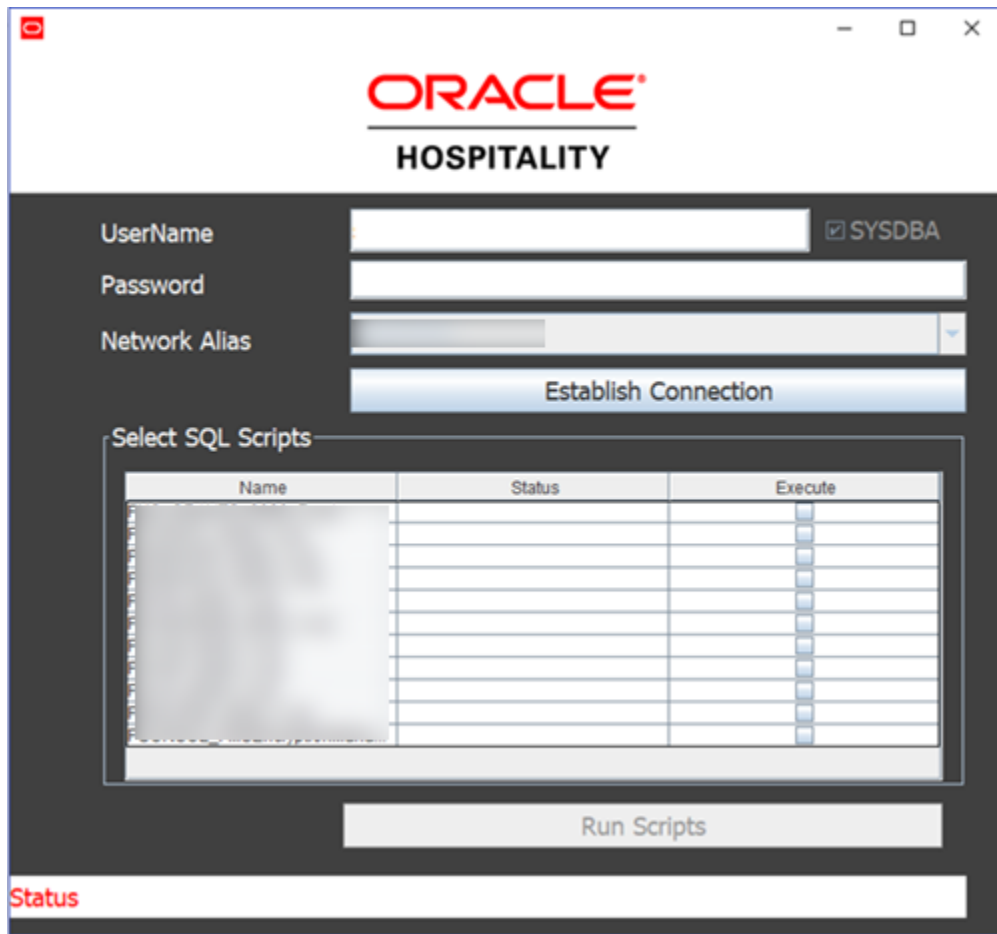 ORACLE®
HOSPITALITY
UserName
SYSDBA
Password
Network Alias
Establish Connection
Select SQL Scripts
Name Status Execute
Run Scripts
Status